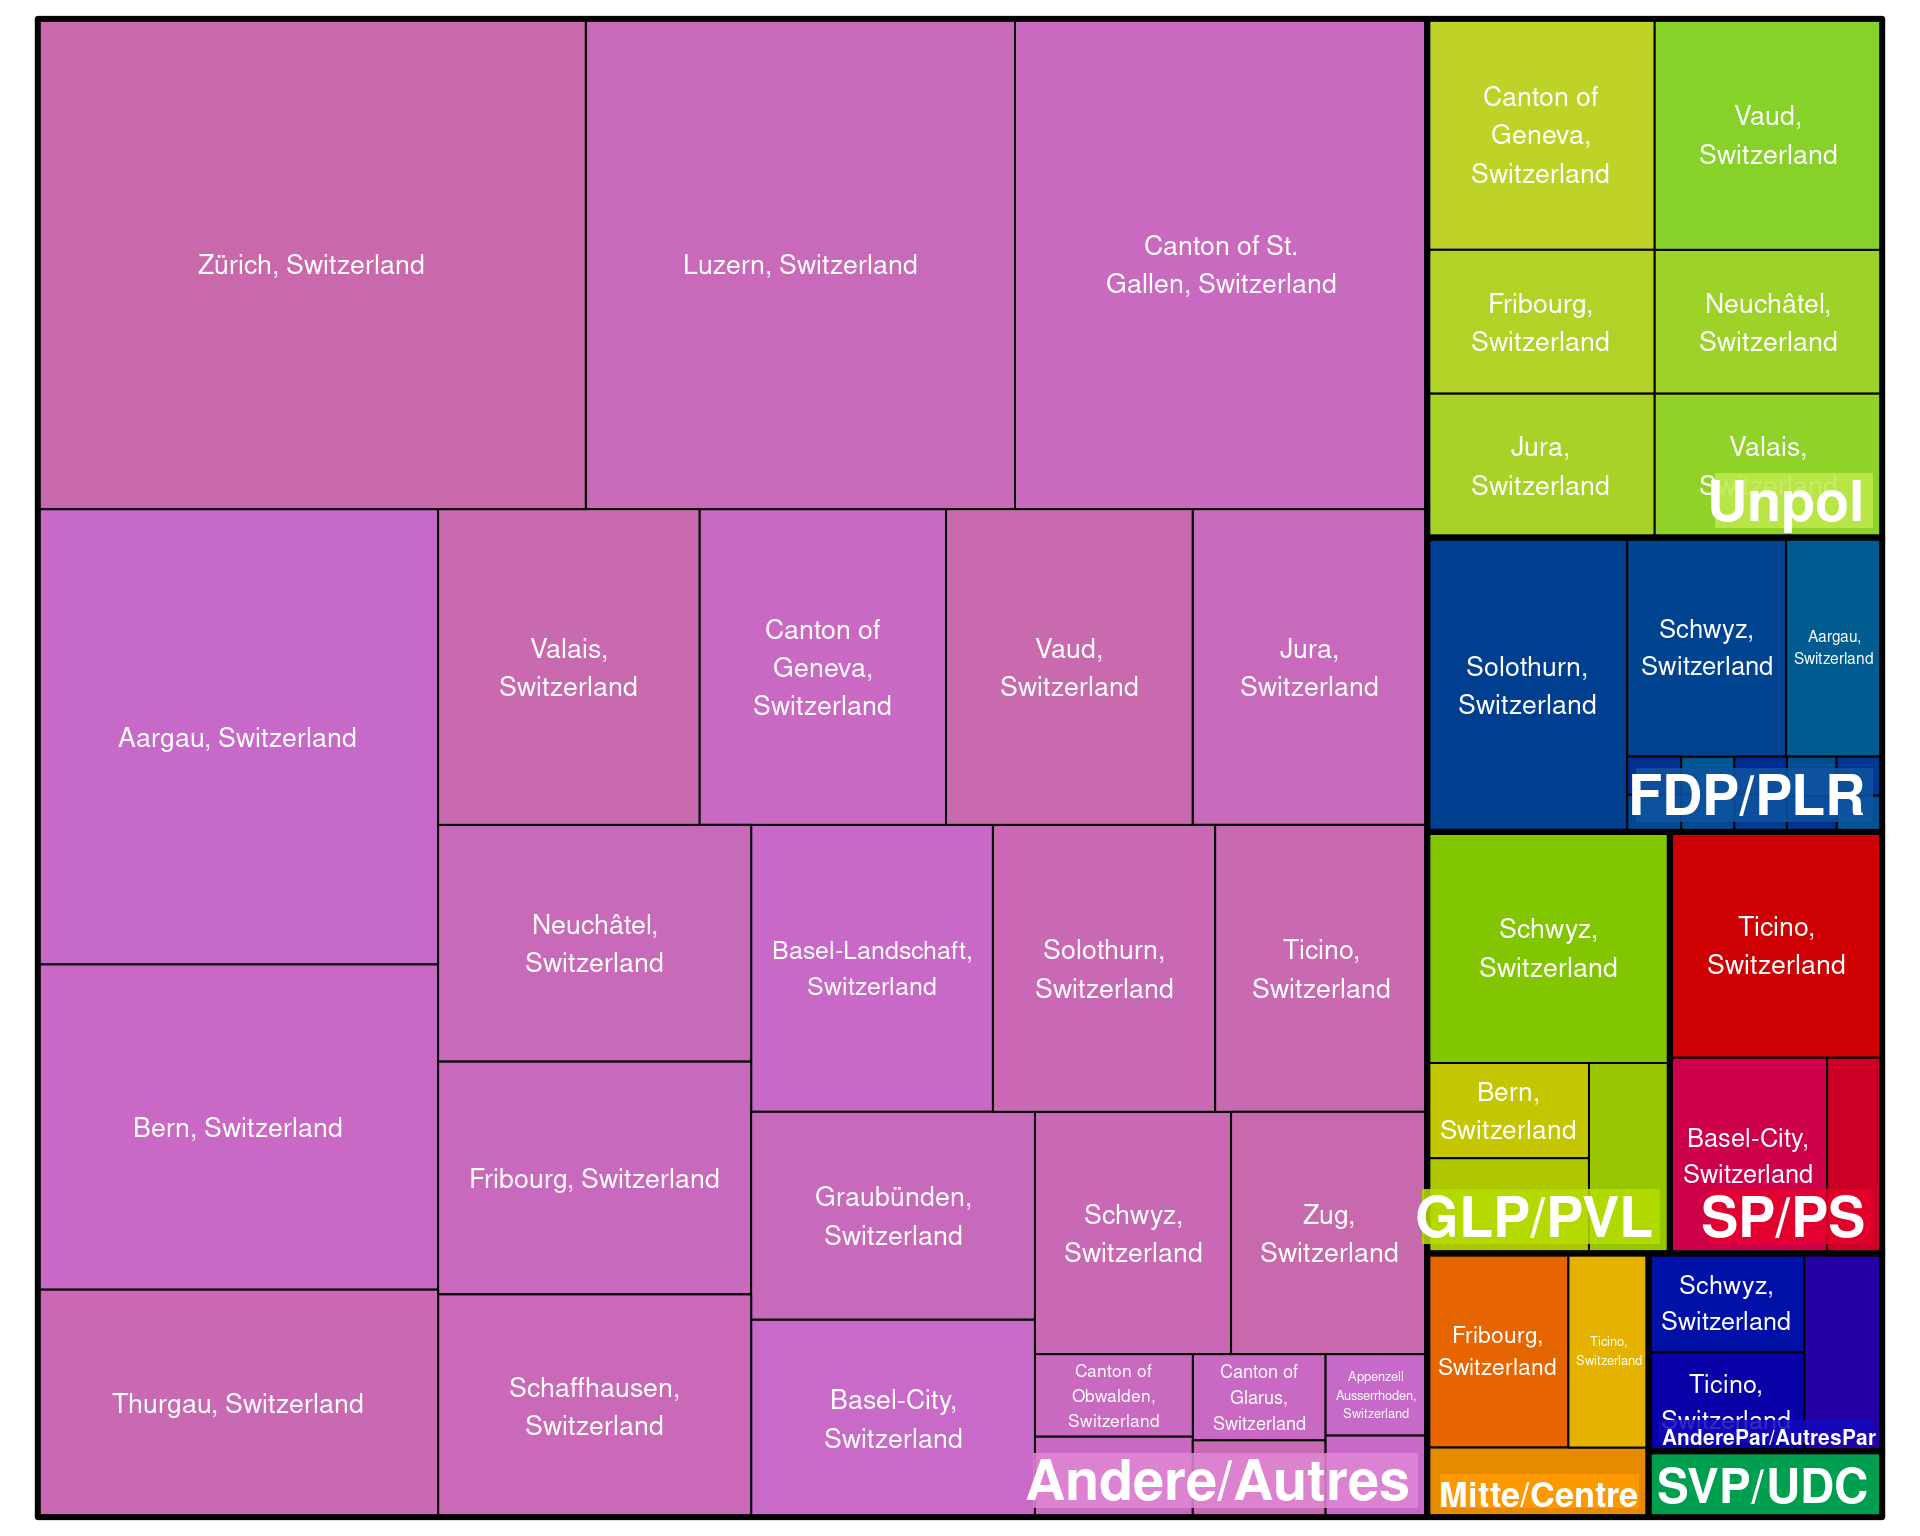 Zürich, Switzerland
Luzern, Switzerland
Canton of St.
Gallen, Switzerland
Aargau, Switzerland
Bern, Switzerland
Thurgau, Switzerland
Valais,
Switzerland
Canton of
Geneva,
Switzerland
Vaud,
Switzerland
Jura,
Switzerland
Neuchâtel,
Switzerland
Fribourg, Switzerland
Schaffhausen,
Switzerland
Basel-Landschaft,
Switzerland
Solothurn,
Switzerland
Ticino,
Switzerland
Graubünden,
Switzerland
Basel-City,
Switzerland
Schwyz,
Switzerland
Zug,
Switzerland
Canton of
Obwalden,
Switzerland
Canton of
Glarus,
Switzerland
Appenzell
Ausserrhoden,
Switzerland
Andere/Autres
Canton of
Geneva,
Switzerland
Vaud,
Switzerland
Fribourg,
Switzerland
Neuchâtel,
Switzerland
Jura,
Switzerland
Valais,
Switzerland
Unpol
Solothurn,
Switzerland
Schwyz,
Switzerland
Aargau,
Switzerland
FDP/PLR
Schwyz,
Switzerland
Bern,
Switzerland
GLP/PVL
Ticino,
Switzerland
Basel-City,
Switzerland
SP/PS
Fribourg,
Switzerland
Ticino,
Switzerland
Mitte/Centre
Schwyz,
Switzerland
Ticino,
Switzerland
AnderePar/AutresPar
SVP/UDC